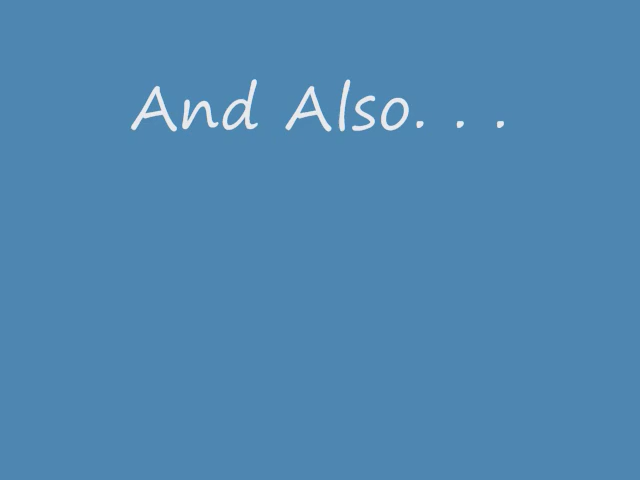 And Also. . .